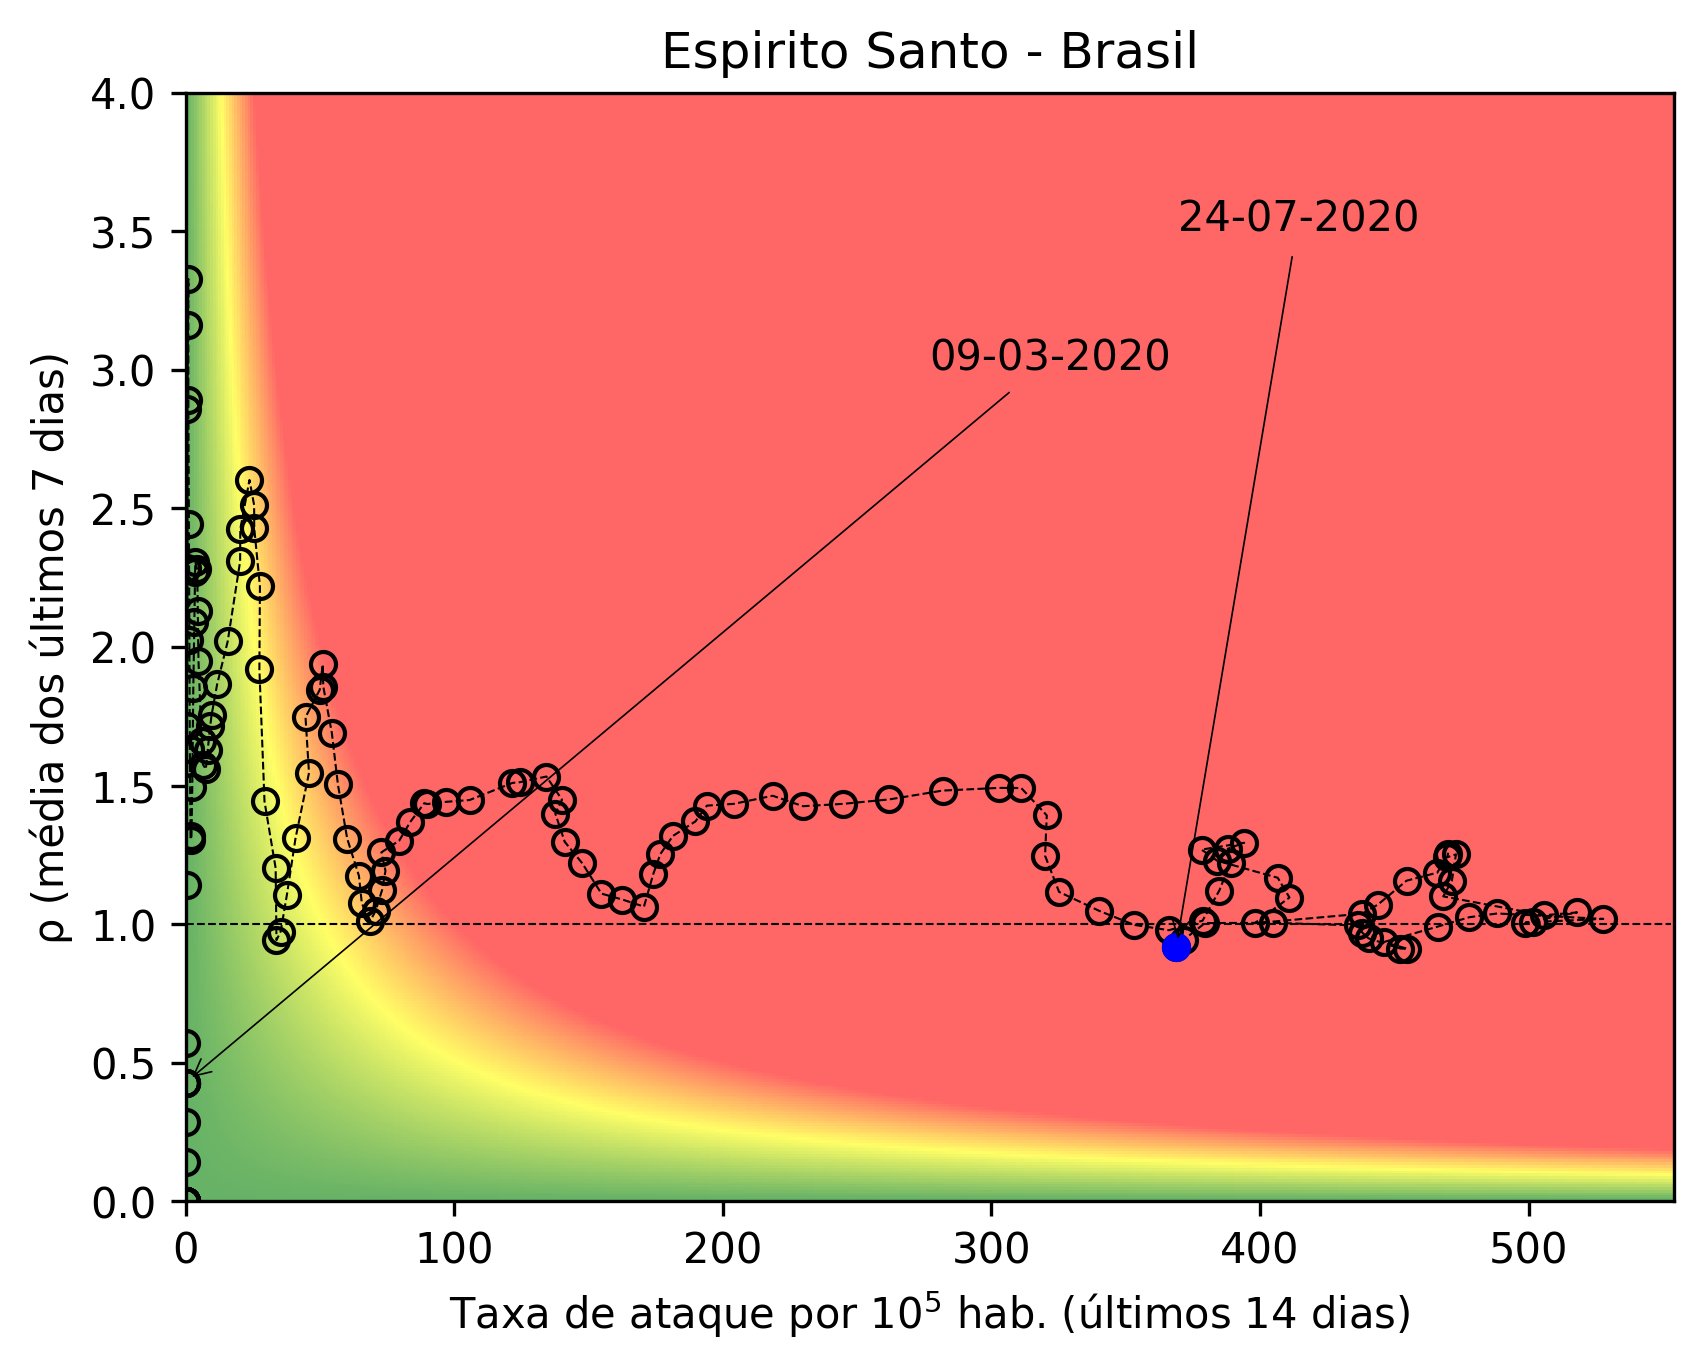 Espirito Santo - Brasil
4.0
3.5
3.0
2.5
2.0
1.5
1.0
0.5
0.0
ρ (média dos últimos 7 dias)
24-07-2020
09-03-2020
0 100 200 300 400 500
Taxa de ataque por 10⁵ hab. (últimos 14 dias)